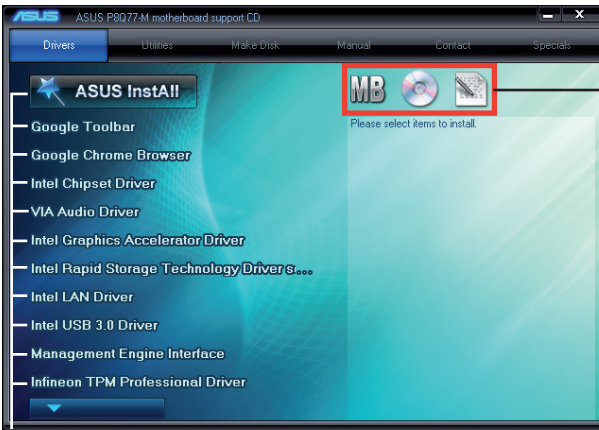 ASUS ASUS P8Q77-M motherboard support CD
Drivers Utilities Make Disk Manual Contact Specials
ASUS InstAll
MB
Please select items to install.
Google Toolbar
Google Chrome Browser
Intel Chipset Driver
VIA Audio Driver
Intel Graphics Accelerator Driver
Intel Rapid Storage Technology Driver s...
Intel LAN Driver
Intel USB 3.0 Driver
Management Engine Interface
Infineon TPM Professional Driver